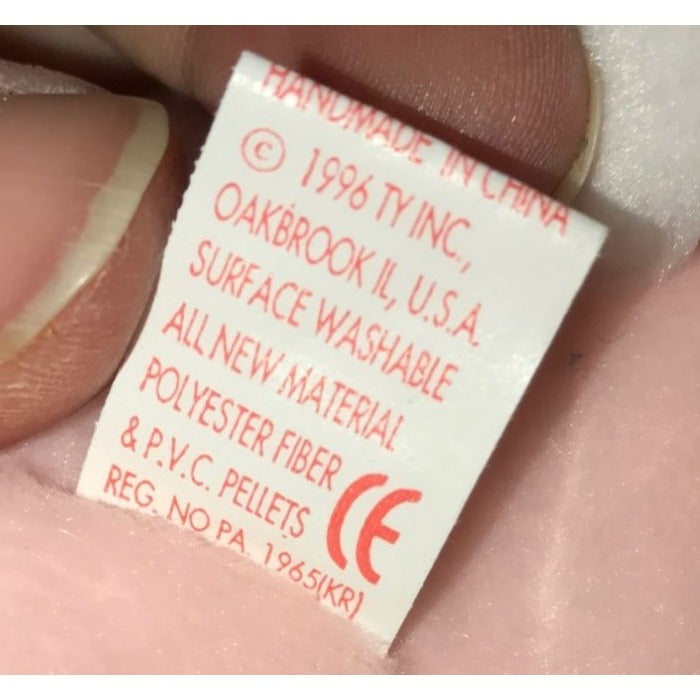 HANDMADE IN CHINA
© 1996 TY INC.,
OAKBROOK IL, U.S.A.
SURFACE WASHABLE
ALL NEW MATERIAL
POLYESTER FIBER
& P.V.C. PELLETS
REG. NO PA. 1965(KR)
CE